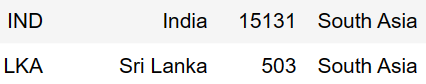 IND India 15131 South Asia
LKA Sri Lanka 503 South Asia